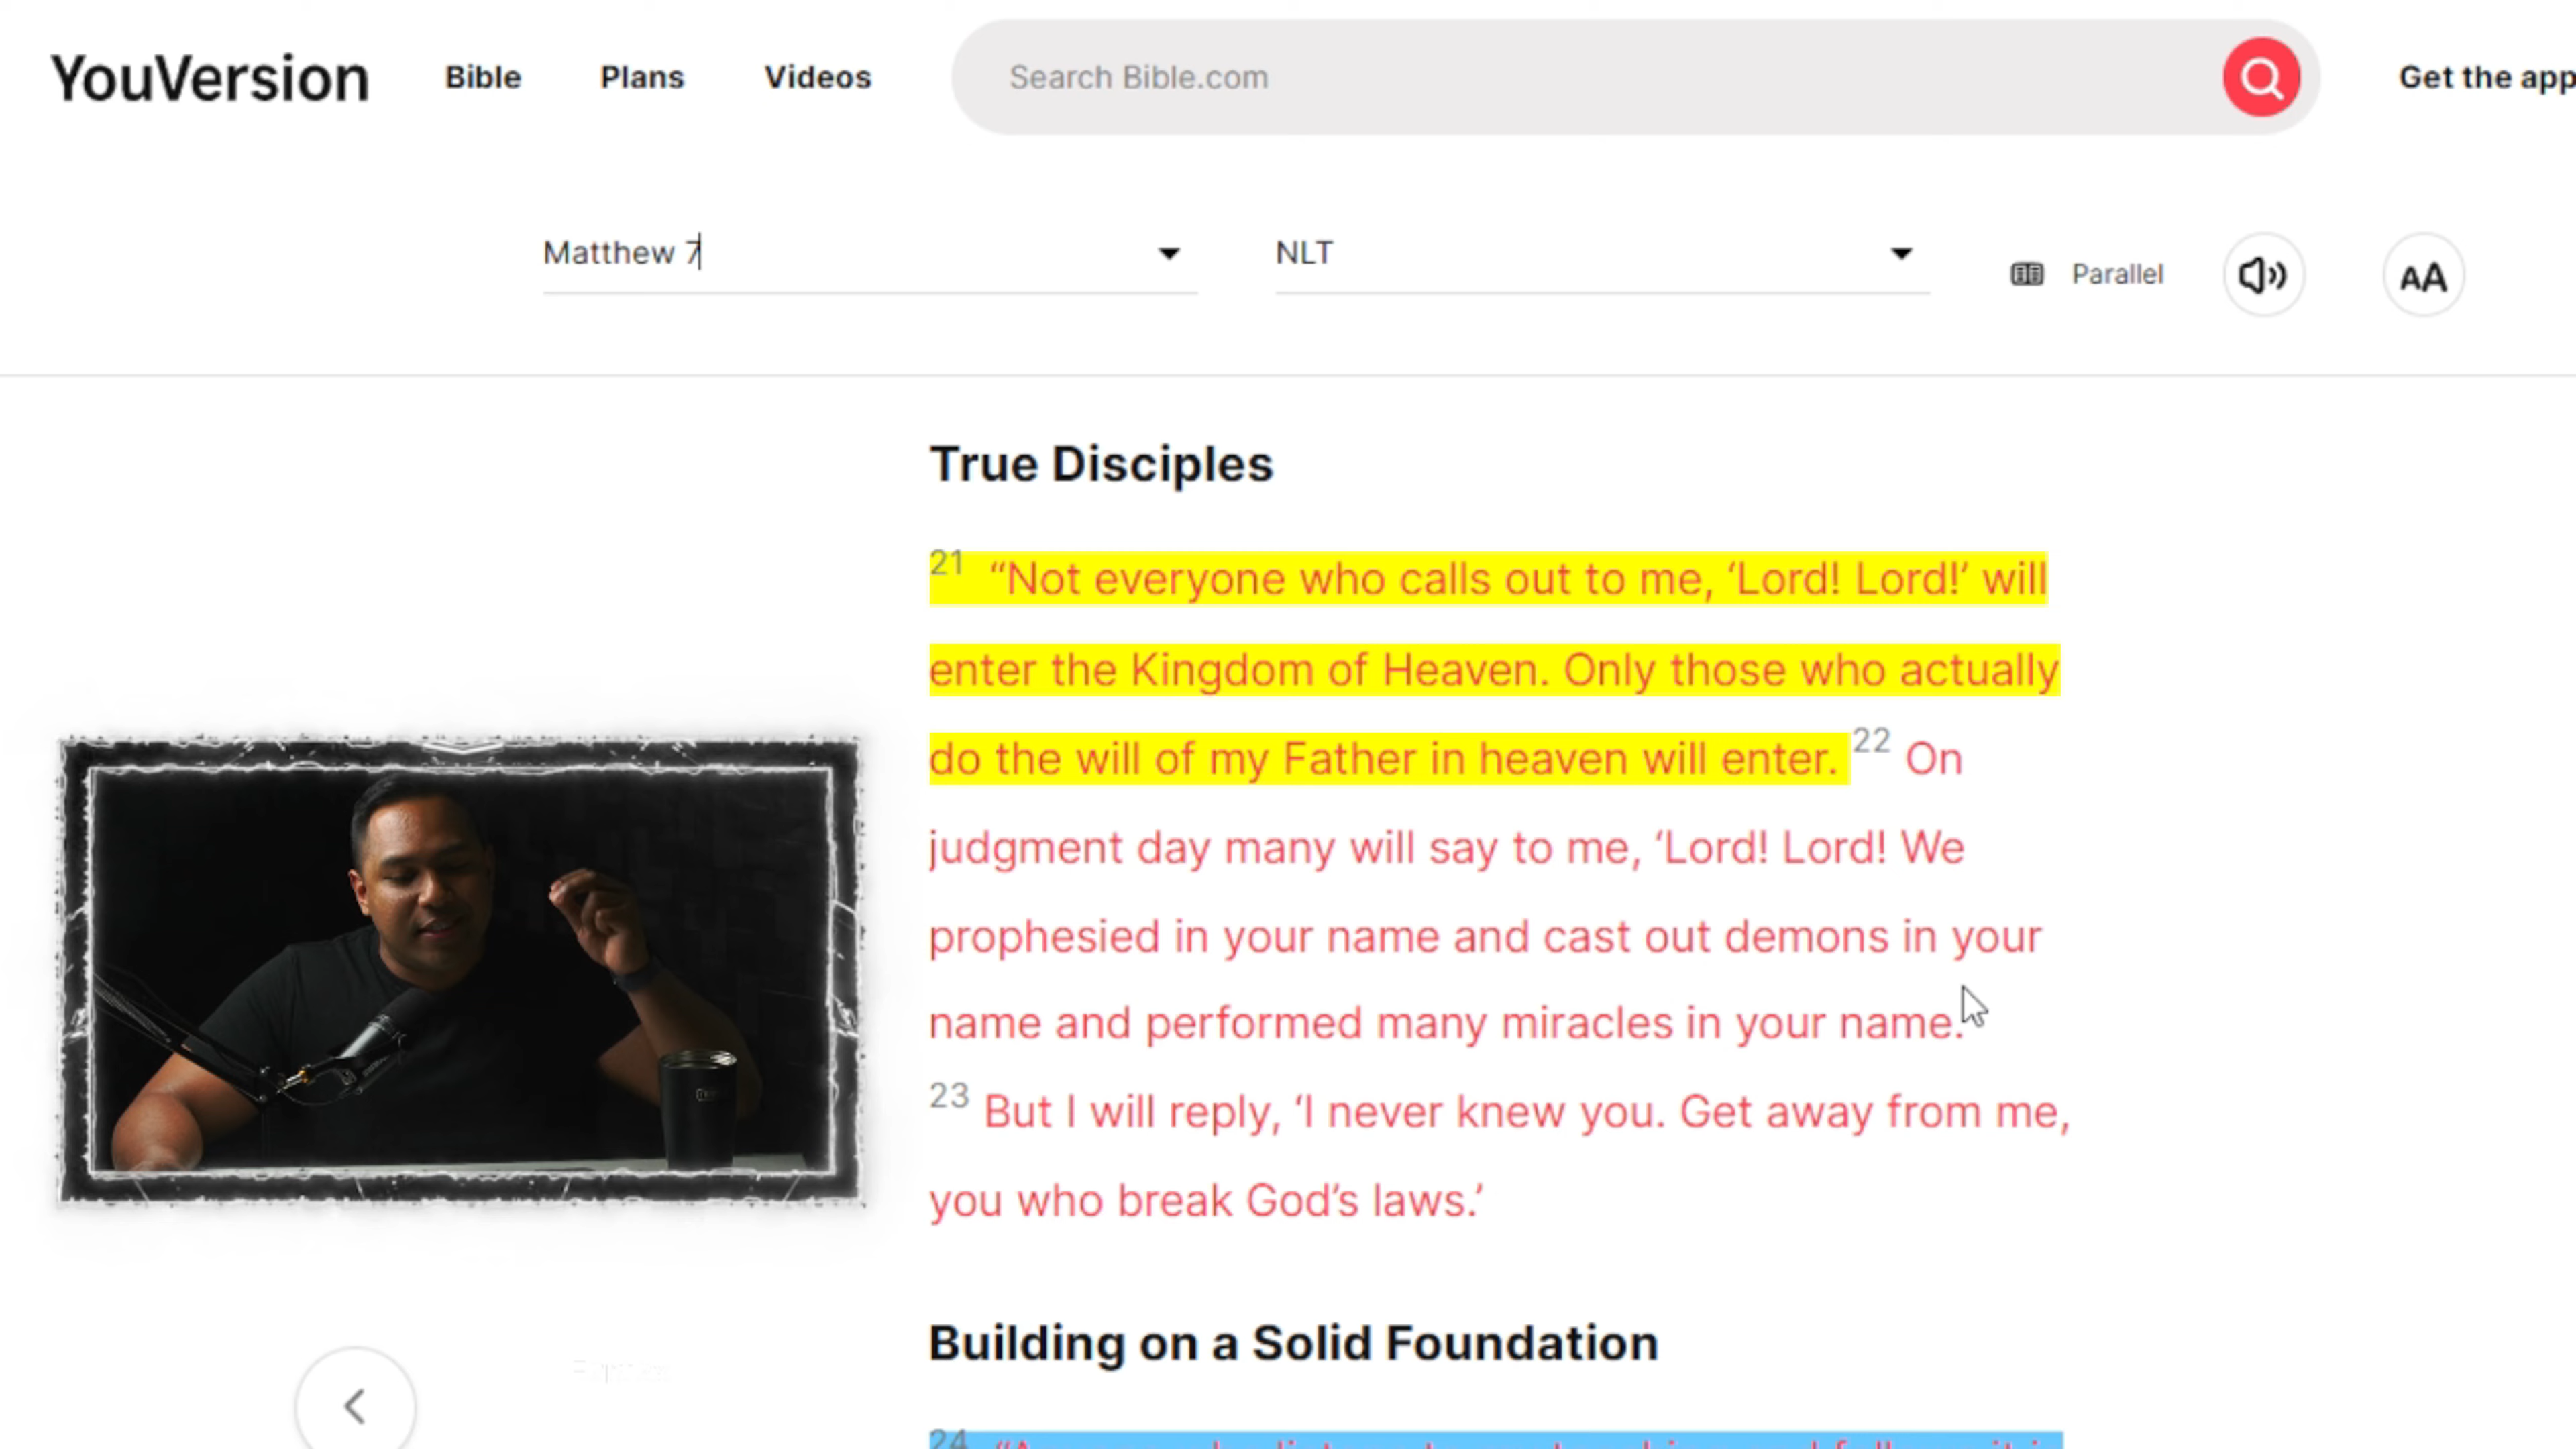 YouVersion Bible Plans Videos Search Bible.com Get the app
Matthew 7 NLT Parallel AA
True Disciples
21 “Not everyone who calls out to me, ‘Lord! Lord!’ will
enter the Kingdom of Heaven. Only those who actually
do the will of my Father in heaven will enter. 22 On
judgment day many will say to me, ‘Lord! Lord! We
prophesied in your name and cast out demons in your
name and performed many miracles in your name.’
23 But I will reply, ‘I never knew you. Get away from me,
you who break God’s laws.’
Building on a Solid Foundation
24